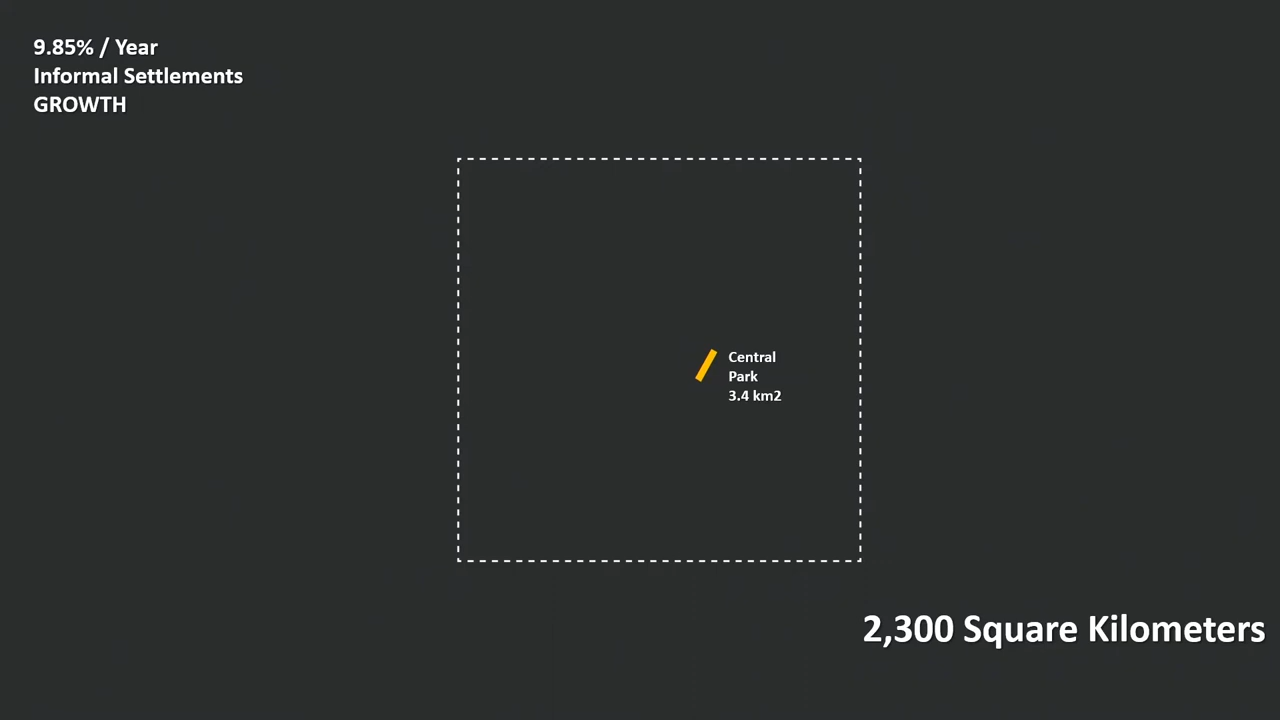 9.85% / Year
Informal Settlements
GROWTH
Central
Park
3.4 km2
2,300 Square Kilometers